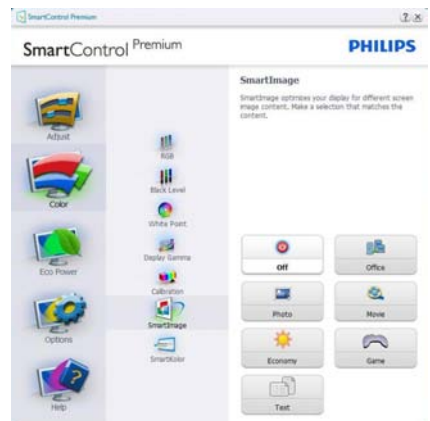 SmartControl Premium
? x
SmartControl Premium
PHILIPS
Adjust
Color
Eco Power
Options
Help
RGB
Black Level
White Point
Display Gamma
Calibration
SmartImage
SmartKolor
SmartImage
SmartImage optimizes your display for different screen
image content. Make a selection that matches the
content.
Off
Office
Photo
Movie
Economy
Game
Text